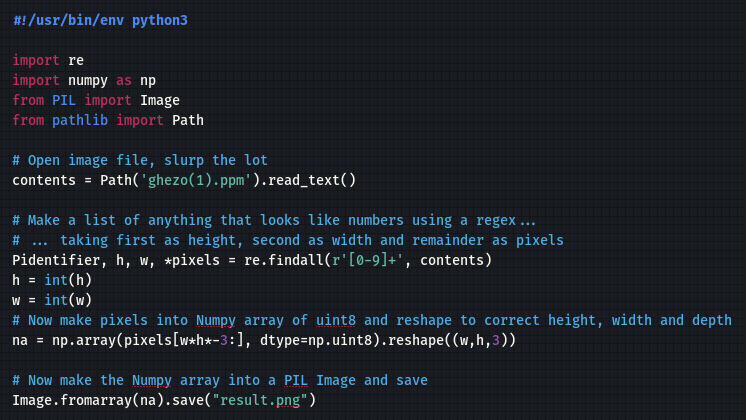 #!/usr/bin/env python3
import re
import numpy as np
from PIL import Image
from pathlib import Path
# Open image file, slurp the lot
contents = Path('ghezo(1).ppm').read_text()
# Make a list of anything that looks like numbers using a regex...
# ... taking first as height, second as width and remainder as pixels
Pidentifier, h, w, *pixels = re.findall(r'[0-9]+', contents)
h = int(h)
w = int(w)
# Now make pixels into Numpy array of uint8 and reshape to correct height, width and depth
na = np.array(pixels[w*h*-3:], dtype=np.uint8).reshape((w,h,3))
# Now make the Numpy array into a PIL Image and save
Image.fromarray(na).save("result.png")